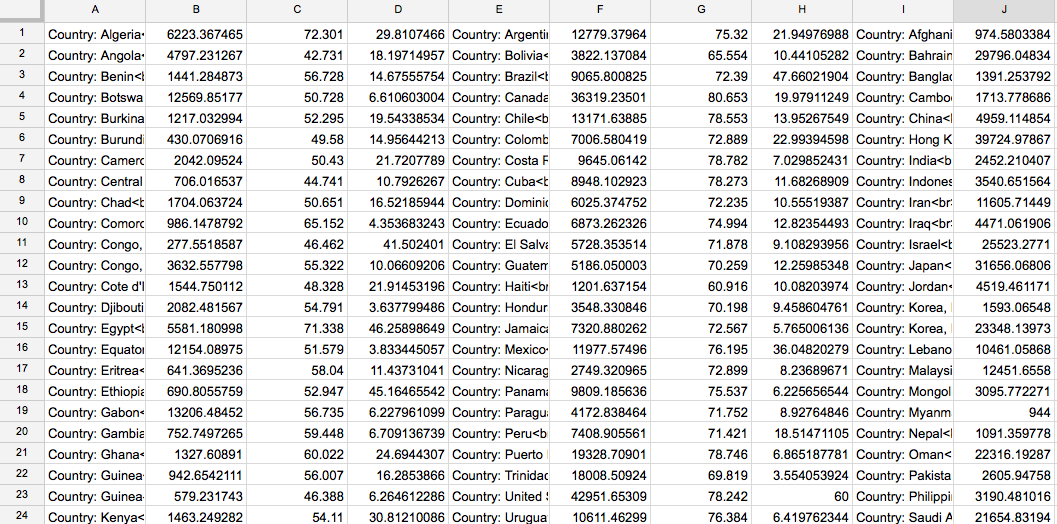 A B C D E F G H I J
1 Country: Algeria< 6223.367465 72.301 29.8107466 Country: Argenti 12779.37964 75.32 21.94976988 Country: Afghani 974.5803384
2 Country: Angola< 4797.231267 42.731 18.19714957 Country: Bolivia< 3822.137084 65.554 10.44105282 Country: Bahrain 29796.04834
3 Country: Benin<b 1441.284873 56.728 14.67555754 Country: Brazil<b 9065.800825 72.39 47.66021904 Country: Banglac 1391.253792
4 Country: Botswa 12569.85177 50.728 6.610603004 Country: Canada 36319.23501 80.653 19.97911249 Country: Cambo 1713.778686
5 Country: Burkina 1217.032994 52.295 19.54338534 Country: Chile<b 13171.63885 78.553 13.95267549 Country: China<l 4959.114854
6 Country: Burundi 430.0706916 49.58 14.95644213 Country: Colomb 7006.580419 72.889 22.99394598 Country: Hong K 39724.97867
7 Country: Camerc 2042.09524 50.43 21.7207789 Country: Costa F 9645.06142 78.782 7.029852431 Country: India<b 2452.210407
8 Country: Central 706.016537 44.741 10.7926267 Country: Cuba<b 8948.102923 78.273 11.68268909 Country: Indones 3540.651564
9 Country: Chad<b 1704.063724 50.651 16.52185944 Country: Dominic 6025.374752 72.235 10.55519387 Country: Iran<br 11605.71449
10 Country: Comorc 986.1478792 65.152 4.353683243 Country: Ecuado 6873.262326 74.994 12.82354493 Country: Iraq<br 4471.061906
11 Country: Congo, 277.5518587 46.462 41.502401 Country: El Salva 5728.353514 71.878 9.108293956 Country: Israel<b 25523.2771
12 Country: Congo, 3632.557798 55.322 10.06609206 Country: Guatem 5186.050003 70.259 12.25985348 Country: Japan< 31656.06806
13 Country: Cote d'I 1544.750112 48.328 21.91453196 Country: Haiti<br 1201.637154 60.916 10.08203974 Country: Jordan< 4519.461171
14 Country: Djibouti 2082.481567 54.791 3.637799486 Country: Hondur 3548.330846 70.198 9.458604761 Country: Korea, 1593.06548
15 Country: Egypt<b 5581.180998 71.338 46.25898649 Country: Jamaica 7320.880262 72.567 5.765006136 Country: Korea, 23348.13973
16 Country: Equator 12154.08975 51.579 3.833445057 Country: Mexico< 11977.57496 76.195 36.04820279 Country: Lebano 10461.05868
17 Country: Eritrea< 641.3695236 58.04 11.43731041 Country: Nicarag 2749.320965 72.899 8.23689671 Country: Malaysi 12451.6558
18 Country: Ethiopia 690.8055759 52.947 45.16465542 Country: Panama 9809.185636 75.537 6.225656544 Country: Mongol 3095.772271
19 Country: Gabon< 13206.48452 56.735 6.227961099 Country: Paragua 4172.838464 71.752 8.92764846 Country: Myanm 944
20 Country: Gambia 752.7497265 59.448 6.709136739 Country: Peru<b 7408.905561 71.421 18.51471105 Country: Nepal<l 1091.359778
21 Country: Ghana< 1327.60891 60.022 24.6944307 Country: Puerto 19328.70901 78.746 6.865187781 Country: Oman< 22316.19287
22 Country: Guinea 942.6542111 56.007 16.2853866 Country: Trinidac 18008.50924 69.819 3.554053924 Country: Pakista 2605.94758
23 Country: Guinea- 579.231743 46.388 6.264612286 Country: United S 42951.65309 78.242 60 Country: Philippi 3190.481016
24 Country: Kenya< 1463.249282 54.11 30.81210086 Country: Urugua 10611.46299 76.384 6.419762344 Country: Saudi A 21654.83194